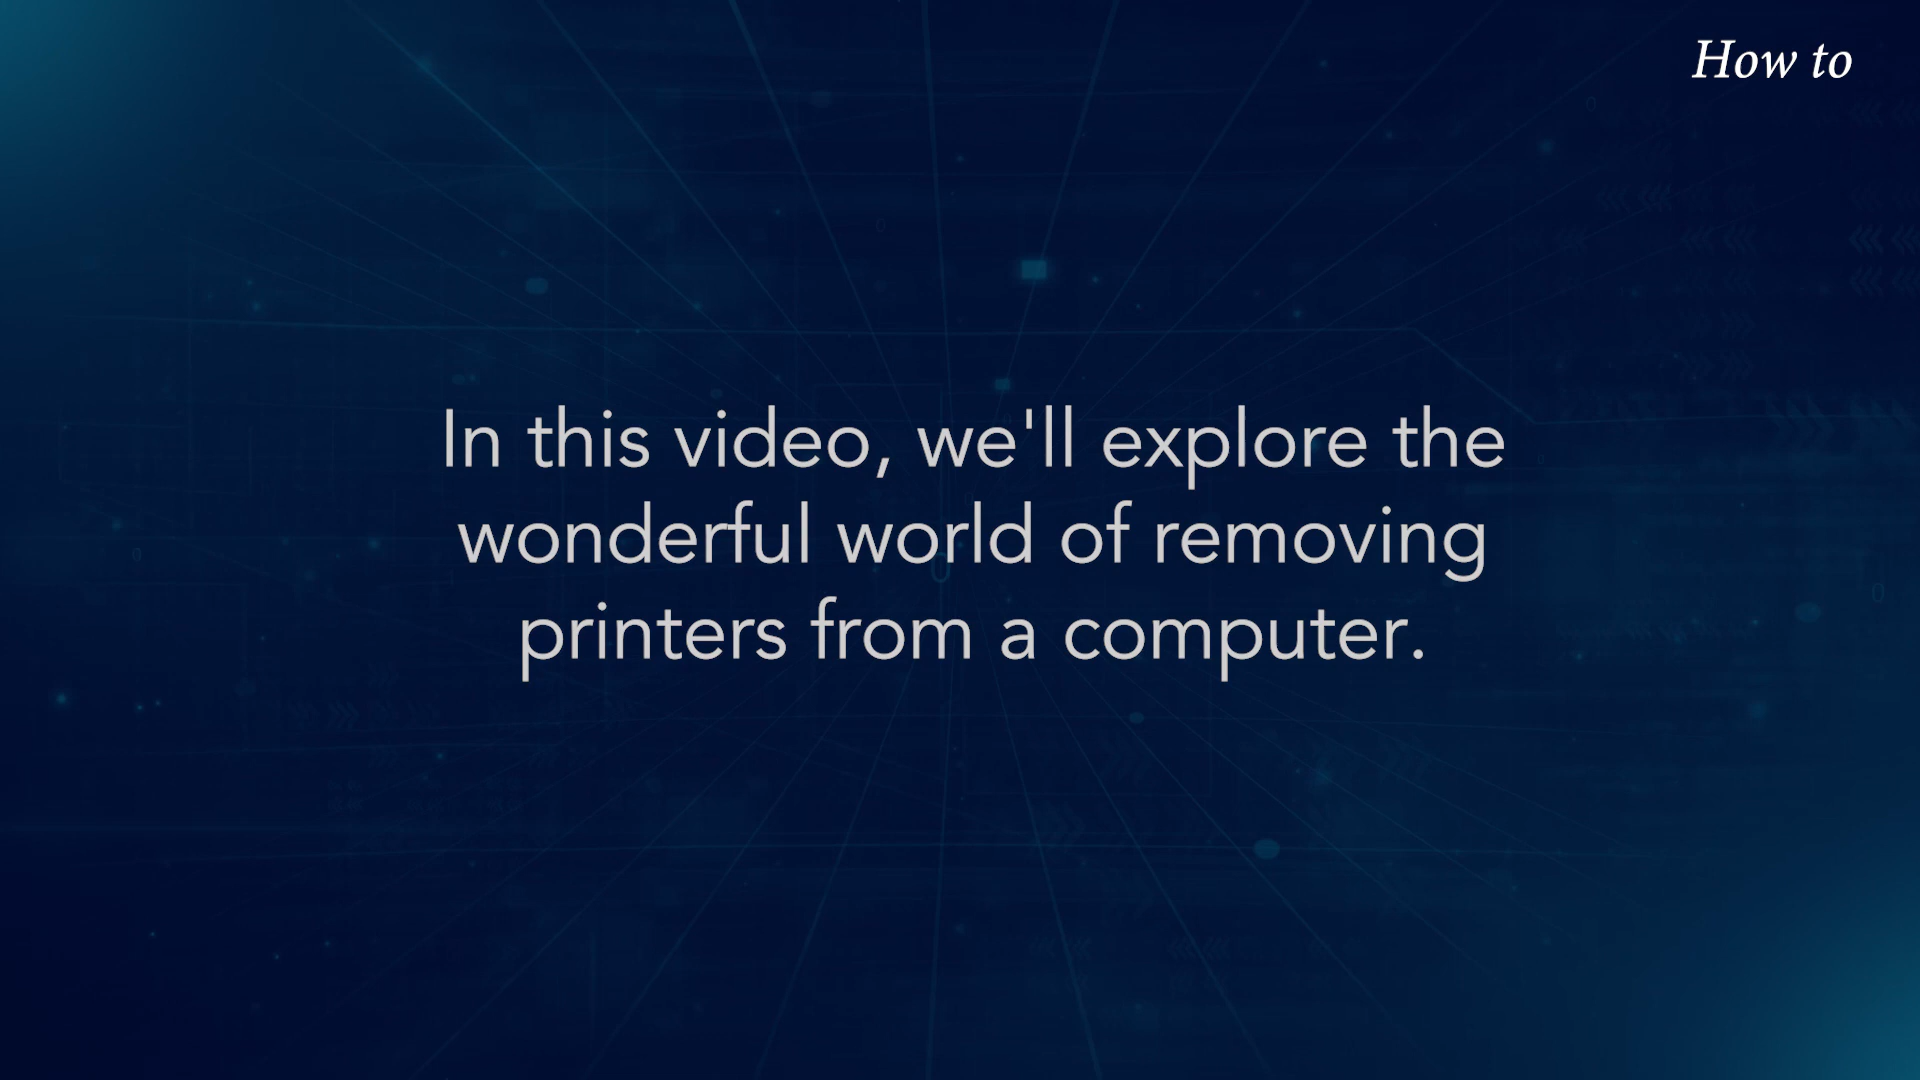 How to
In this video, we'll explore the
wonderful world of removing
printers from a computer.